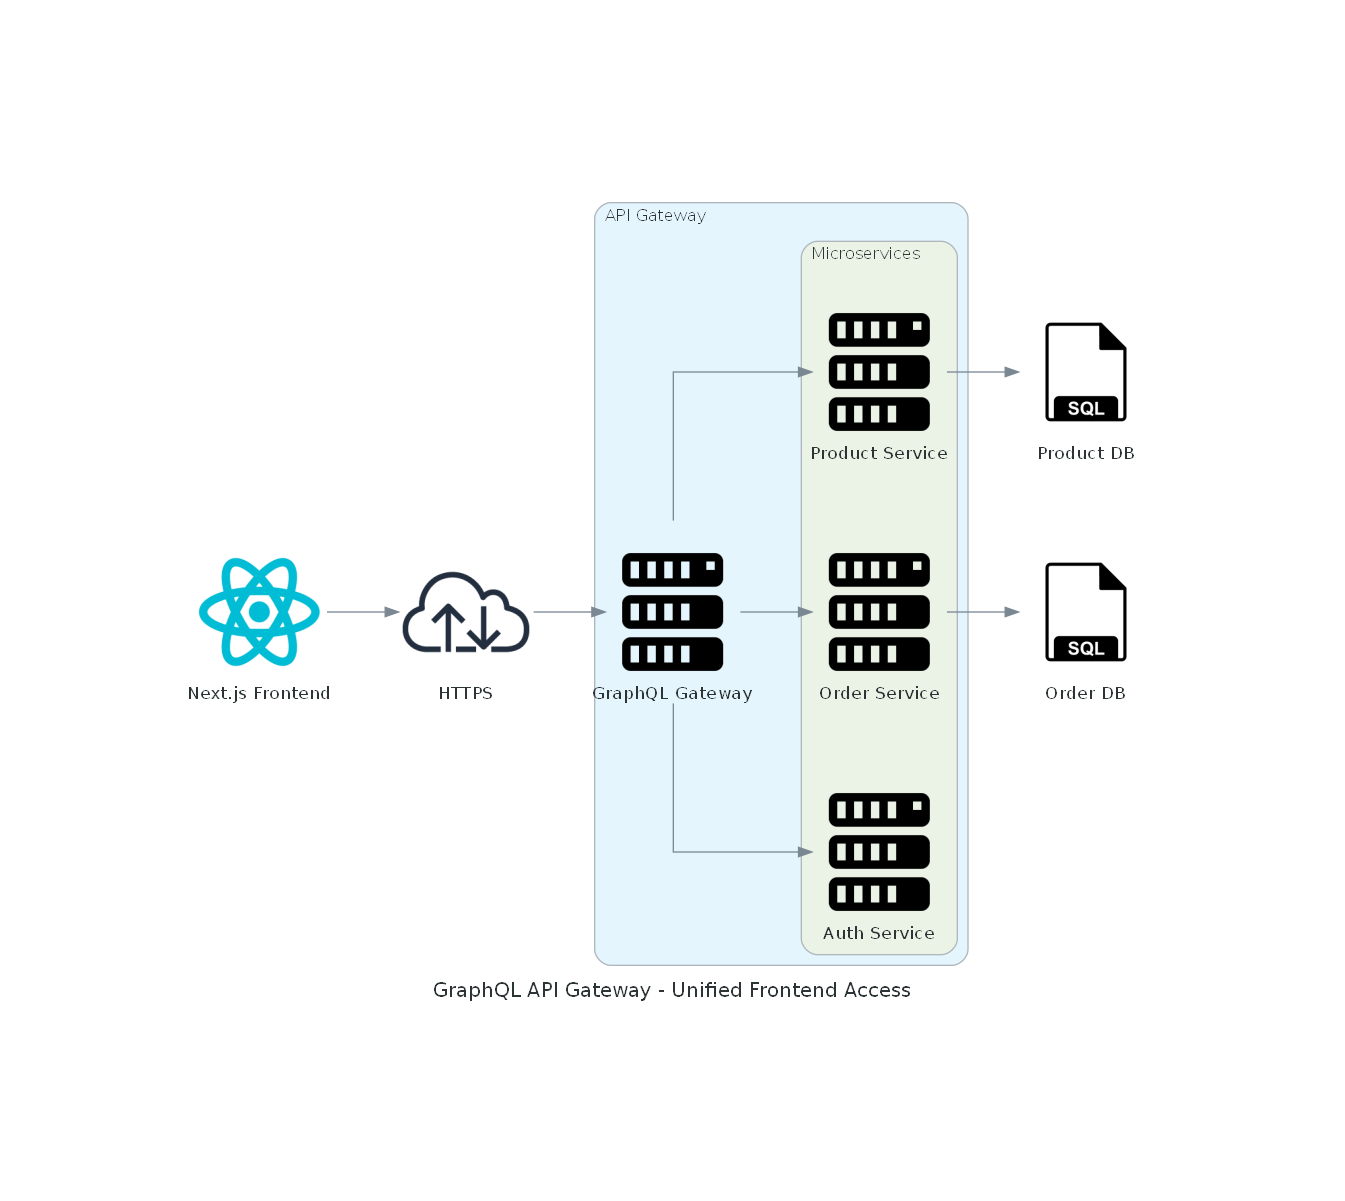 API Gateway
Microservices
SQL
Product Service
Product DB
SQL
Next.js Frontend
HTTPS
GraphQL Gateway
Order Service
Order DB
Auth Service
GraphQL API Gateway - Unified Frontend Access